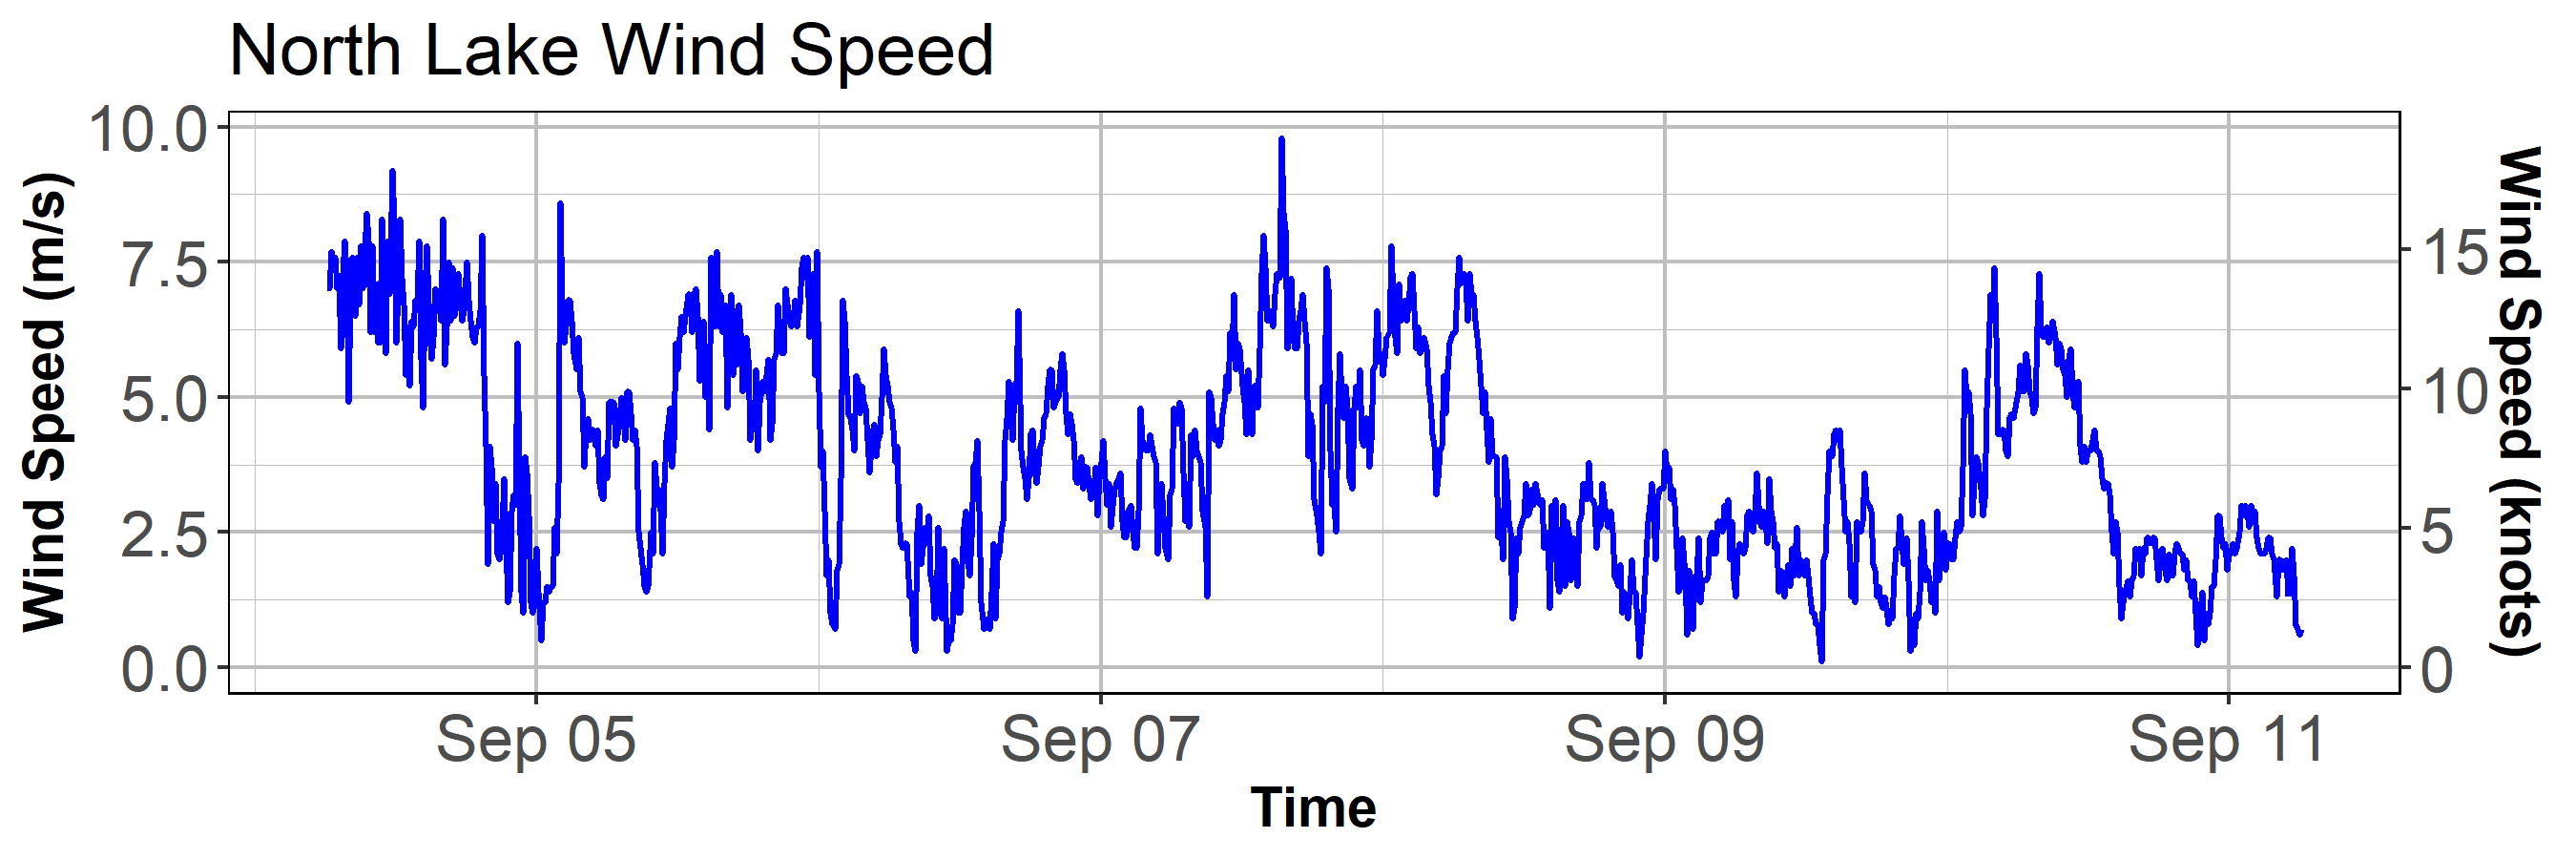 North Lake Wind Speed
Wind Speed (m/s)
10.0
7.5
5.0
2.5
0.0
Wind Speed (knots)
15
10
5
0
Sep 05
Sep 07
Sep 09
Sep 11
Time